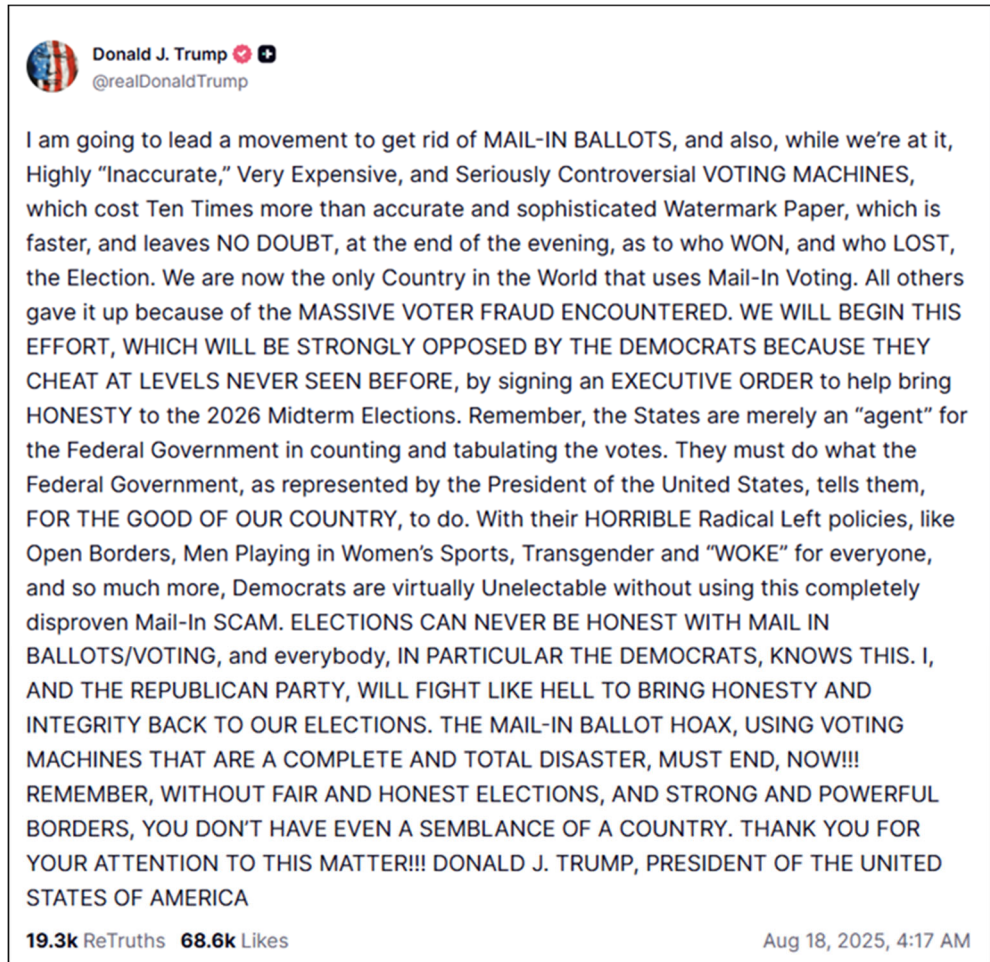 Donald J. Trump
@realDonaldTrump
I am going to lead a movement to get rid of MAIL-IN BALLOTS, and also, while we’re at it,
Highly “Inaccurate,” Very Expensive, and Seriously Controversial VOTING MACHINES,
which cost Ten Times more than accurate and sophisticated Watermark Paper, which is
faster, and leaves NO DOUBT, at the end of the evening, as to who WON, and who LOST,
the Election. We are now the only Country in the World that uses Mail-In Voting. All others
gave it up because of the MASSIVE VOTER FRAUD ENCOUNTERED. WE WILL BEGIN THIS
EFFORT, WHICH WILL BE STRONGLY OPPOSED BY THE DEMOCRATS BECAUSE THEY
CHEAT AT LEVELS NEVER SEEN BEFORE, by signing an EXECUTIVE ORDER to help bring
HONESTY to the 2026 Midterm Elections. Remember, the States are merely an “agent” for
the Federal Government in counting and tabulating the votes. They must do what the
Federal Government, as represented by the President of the United States, tells them,
FOR THE GOOD OF OUR COUNTRY, to do. With their HORRIBLE Radical Left policies, like
Open Borders, Men Playing in Women’s Sports, Transgender and “WOKE” for everyone,
and so much more, Democrats are virtually Unelectable without using this completely
disproven Mail-In SCAM. ELECTIONS CAN NEVER BE HONEST WITH MAIL IN
BALLOTS/VOTING, and everybody, IN PARTICULAR THE DEMOCRATS, KNOWS THIS. I,
AND THE REPUBLICAN PARTY, WILL FIGHT LIKE HELL TO BRING HONESTY AND
INTEGRITY BACK TO OUR ELECTIONS. THE MAIL-IN BALLOT HOAX, USING VOTING
MACHINES THAT ARE A COMPLETE AND TOTAL DISASTER, MUST END, NOW!!!
REMEMBER, WITHOUT FAIR AND HONEST ELECTIONS, AND STRONG AND POWERFUL
BORDERS, YOU DON’T HAVE EVEN A SEMBLANCE OF A COUNTRY. THANK YOU FOR
YOUR ATTENTION TO THIS MATTER!!! DONALD J. TRUMP, PRESIDENT OF THE UNITED
STATES OF AMERICA
19.3k ReTruths 68.6k Likes Aug 18, 2025, 4:17 AM